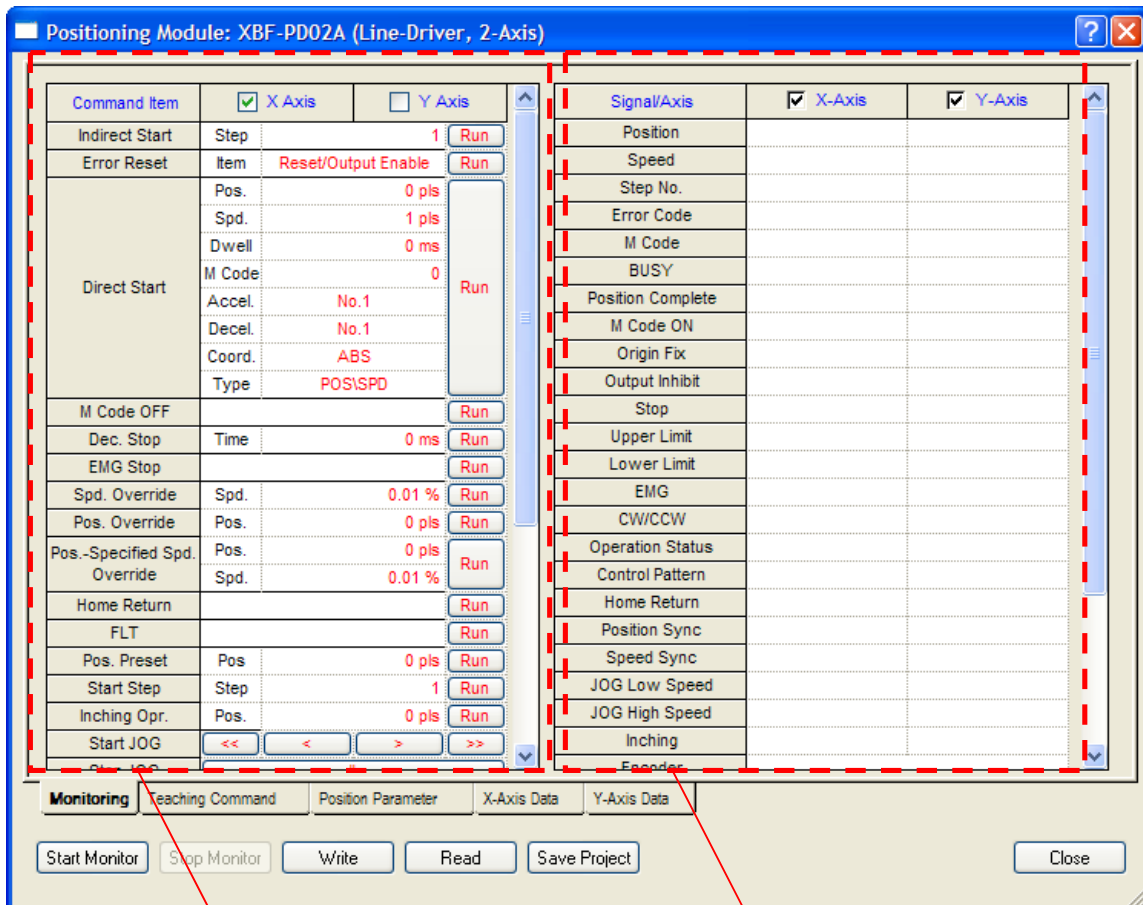 Positioning Module: XBF-PD02A (Line-Driver, 2-Axis)
Command Item X Axis Y Axis
Indirect Start Step 1 Run
Error Reset Item Reset/Output Enable Run
Direct Start
Pos. 0 pls
Spd. 1 pls
Dwell 0 ms
M Code 0
Accel. No.1
Decel. No.1
Coord. ABS
Type POS\SPD
Run
M Code OFF Run
Dec. Stop Time 0 ms Run
EMG Stop Run
Spd. Override Spd. 0.01 % Run
Pos. Override Pos. 0 pls Run
Pos.-Specified Spd. Override
Pos. 0 pls
Spd. 0.01 %
Run
Home Return Run
FLT Run
Pos. Preset Pos 0 pls Run
Start Step Step 1 Run
Inching Opr. Pos. 0 pls Run
Start JOG << < > >>
Signal/Axis X-Axis Y-Axis
Position
Speed
Step No.
Error Code
M Code
BUSY
Position Complete
M Code ON
Origin Fix
Output Inhibit
Stop
Upper Limit
Lower Limit
EMG
CW/CCW
Operation Status
Control Pattern
Home Return
Position Sync
Speed Sync
JOG Low Speed
JOG High Speed
Inching
Encoder
Monitoring Teaching Command Position Parameter X-Axis Data Y-Axis Data
Start Monitor Stop Monitor Write Read Save Project Close